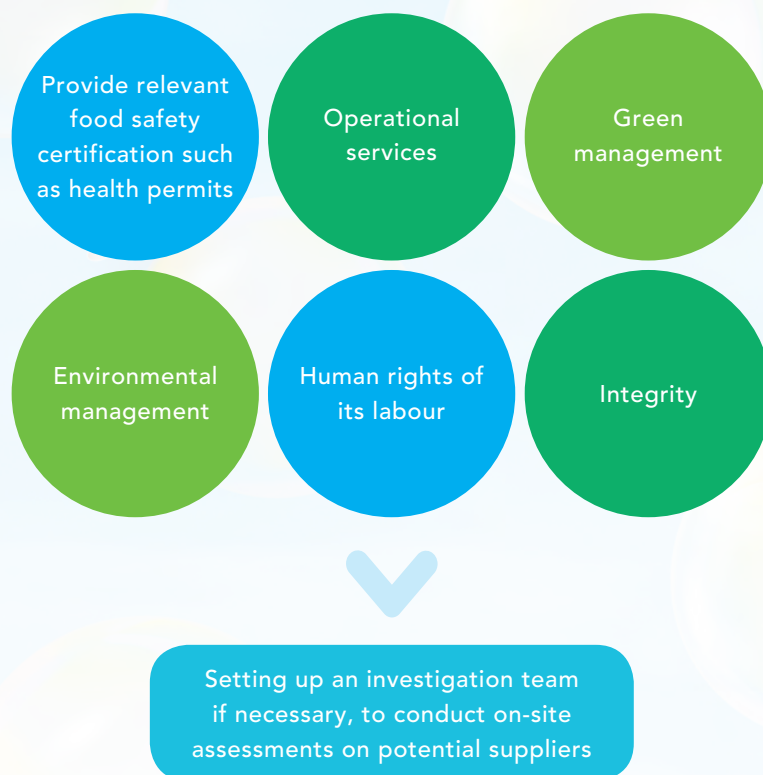 Provide relevant
food safety
certification such
as health permits
Operational
services
Green
management
Environmental
management
Human rights of
its labour
Integrity
Setting up an investigation team
if necessary, to conduct on-site
assessments on potential suppliers